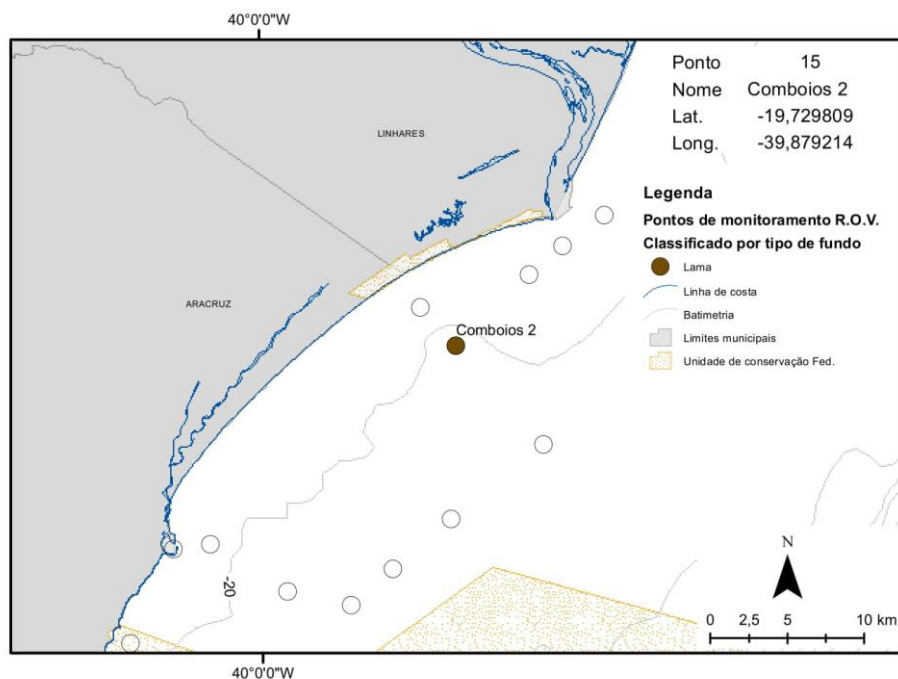 40°0'0"W
Ponto 15
Nome Comboios 2
Lat. -19,729809
Long. -39,879214
LINHARES
Legenda
Pontos de monitoramento R.O.V.
Classificado por tipo de fundo
Lama
Linha de costa
Batimetria
Limites municipais
Unidade de conservação Fed.
ARACRUZ
Comboios 2
-20
N
0 2,5 5 10 km
40°0'0"W